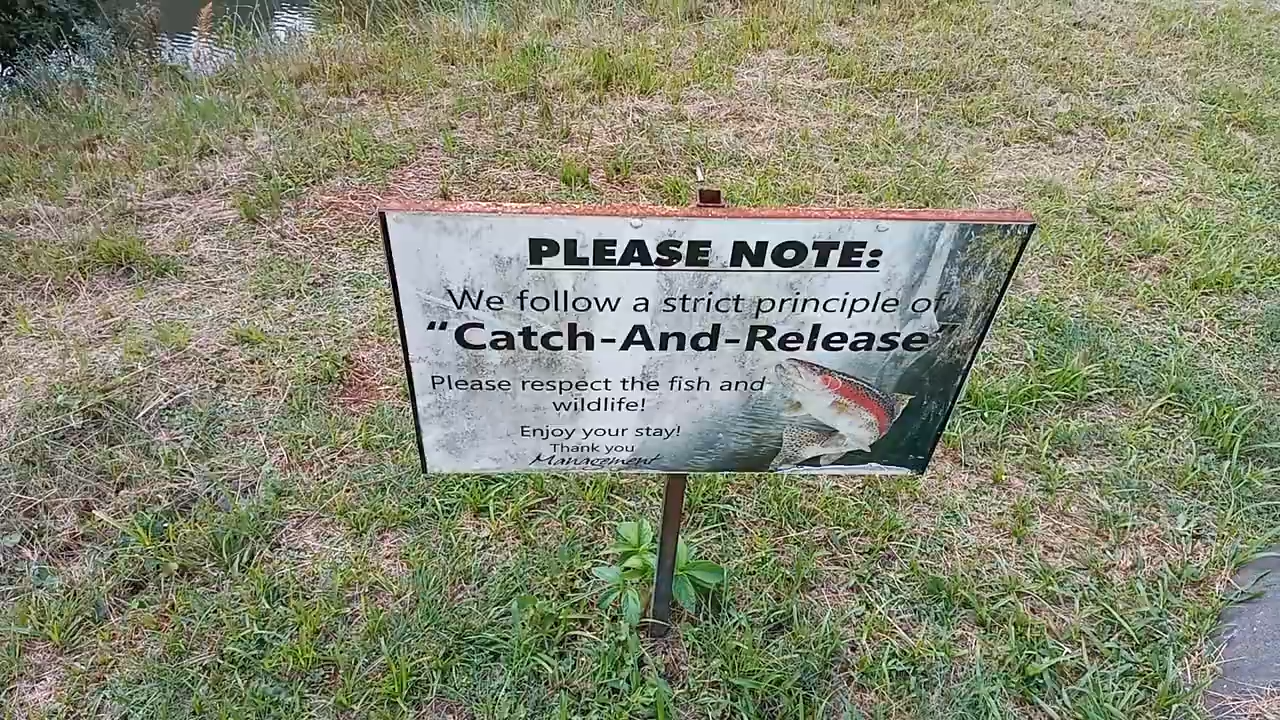 PLEASE NOTE:
We follow a strict principle of
“Catch-And-Release”
Please respect the fish and
wildlife!
Enjoy your stay!
Thank you
Management